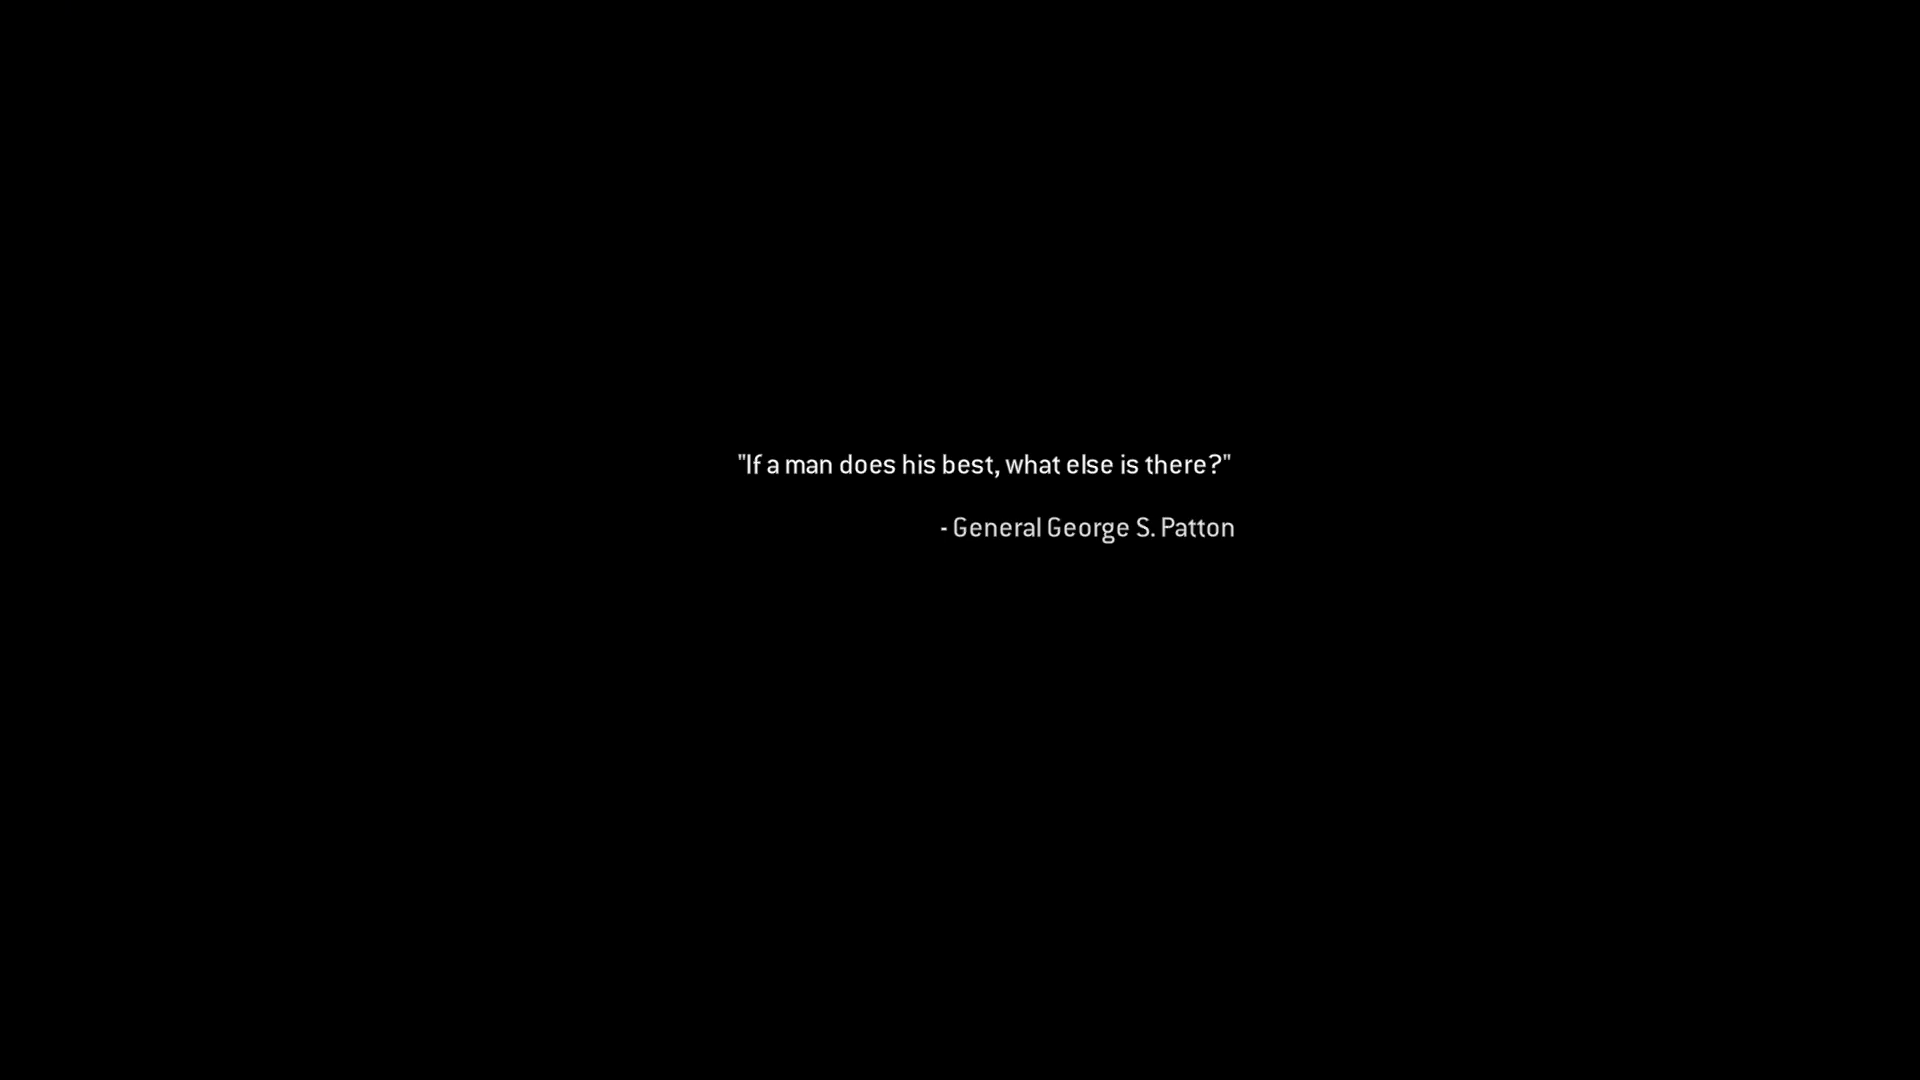 "If a man does his best, what else is there?"
- General George S. Patton